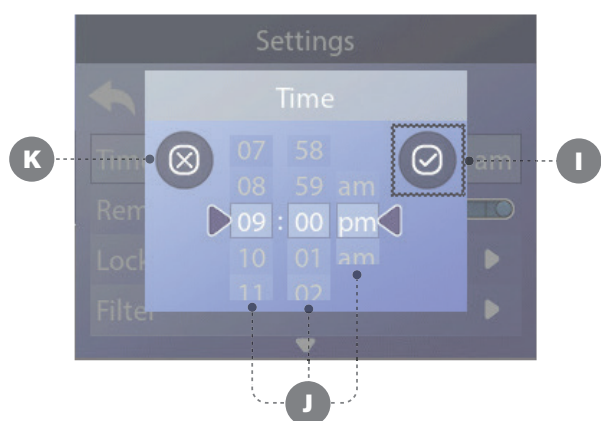 Settings
Time
07 58
K Tim am I
08 59 am
Rem 09 : 00 pm
Lock 10 01 am
11 02
Filter
J